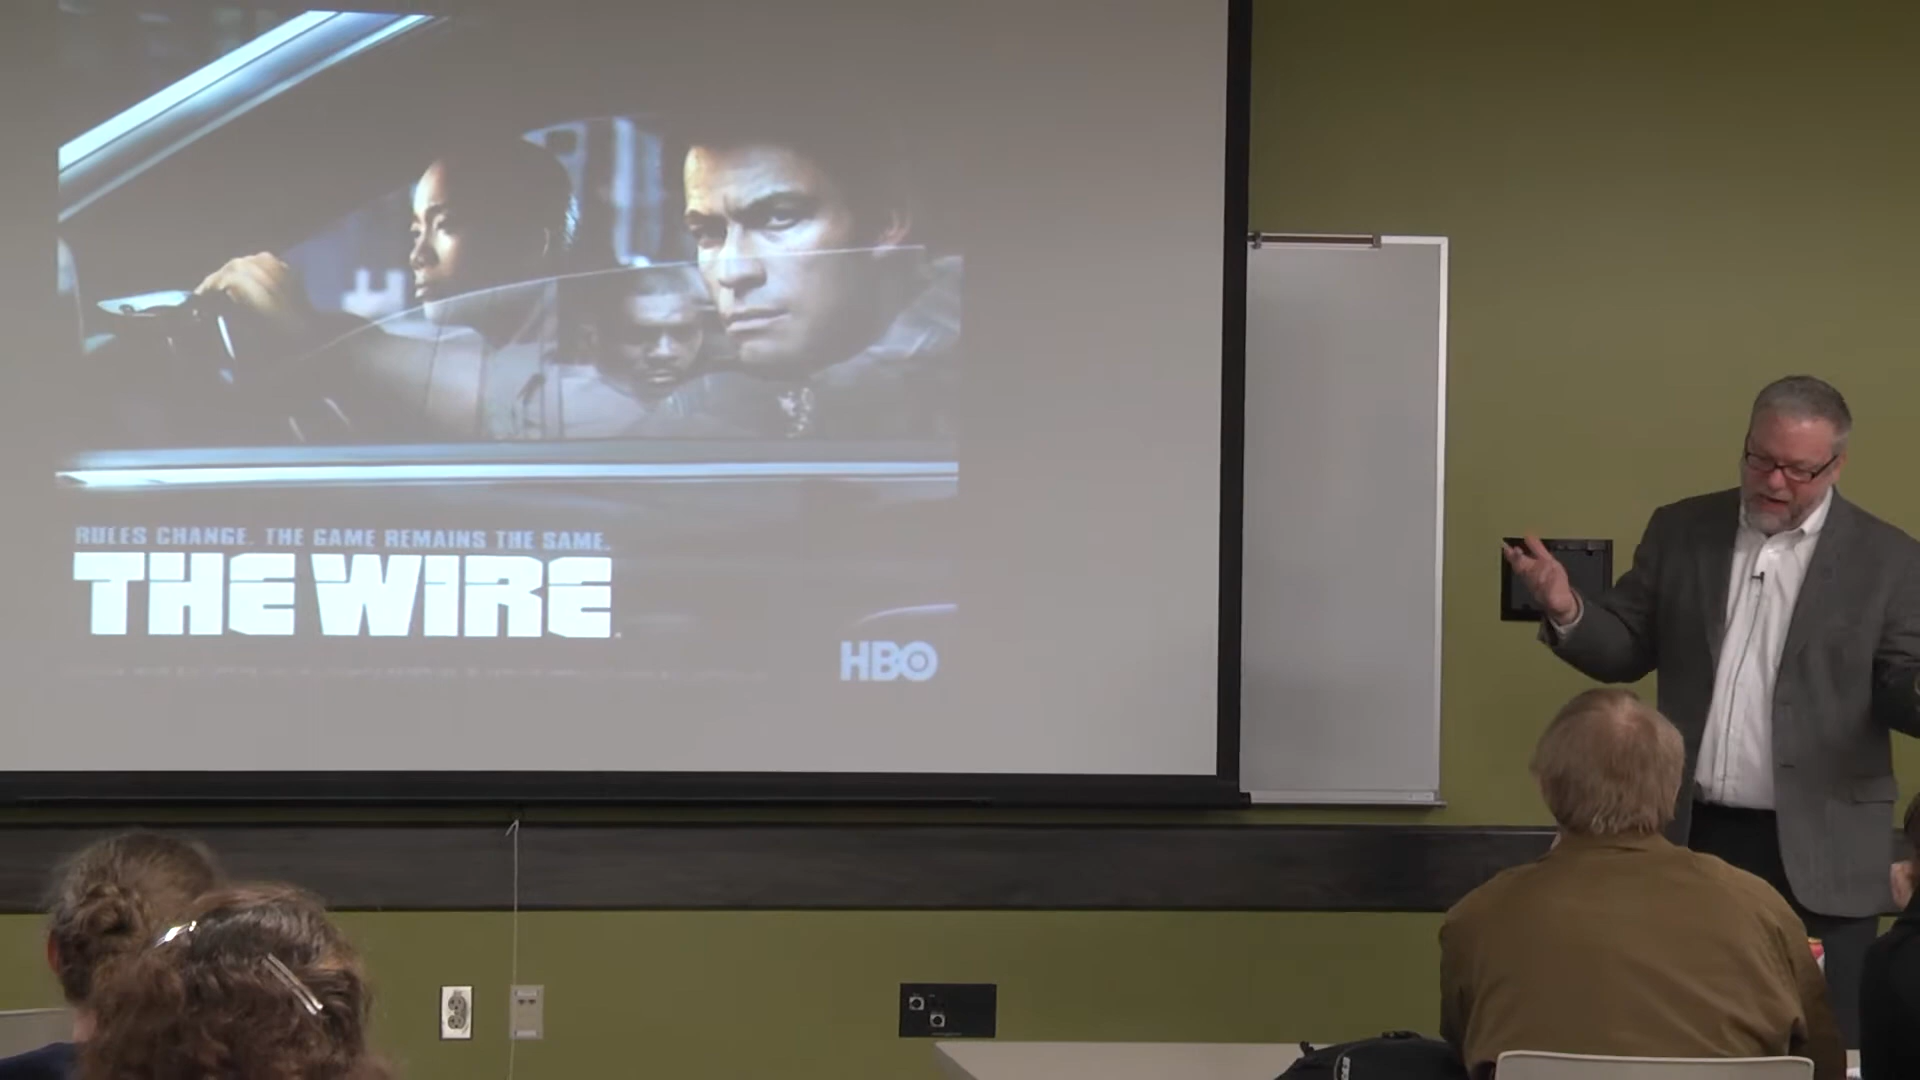 RULES CHANGE. THE GAME REMAINS THE SAME.
THE WIRE.
HBO